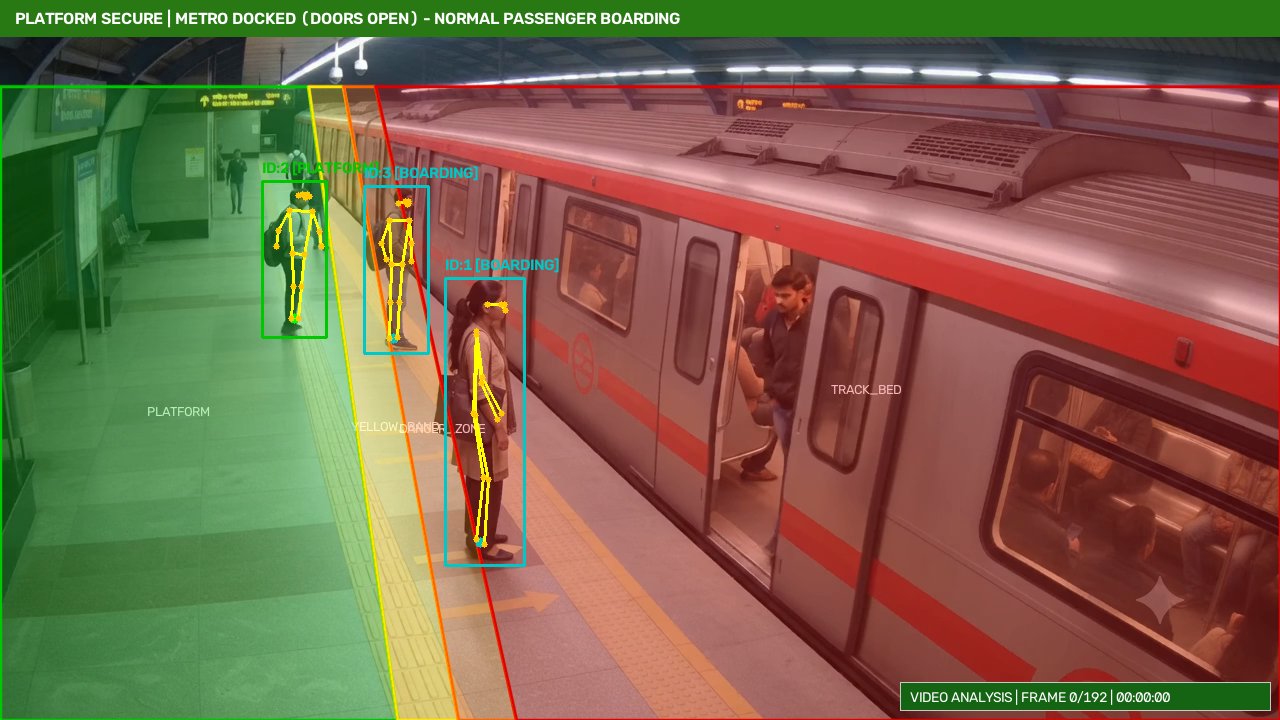 PLATFORM SECURE | METRO DOCKED (DOORS OPEN) - NORMAL PASSENGER BOARDING
ID:2 [PLATFORM]
ID:3 [BOARDING]
ID:1 [BOARDING]
TRACK_BED
PLATFORM
YELLOW_BAND
DANGER_ZONE
VIDEO ANALYSIS | FRAME 0/192 | 00:00:00